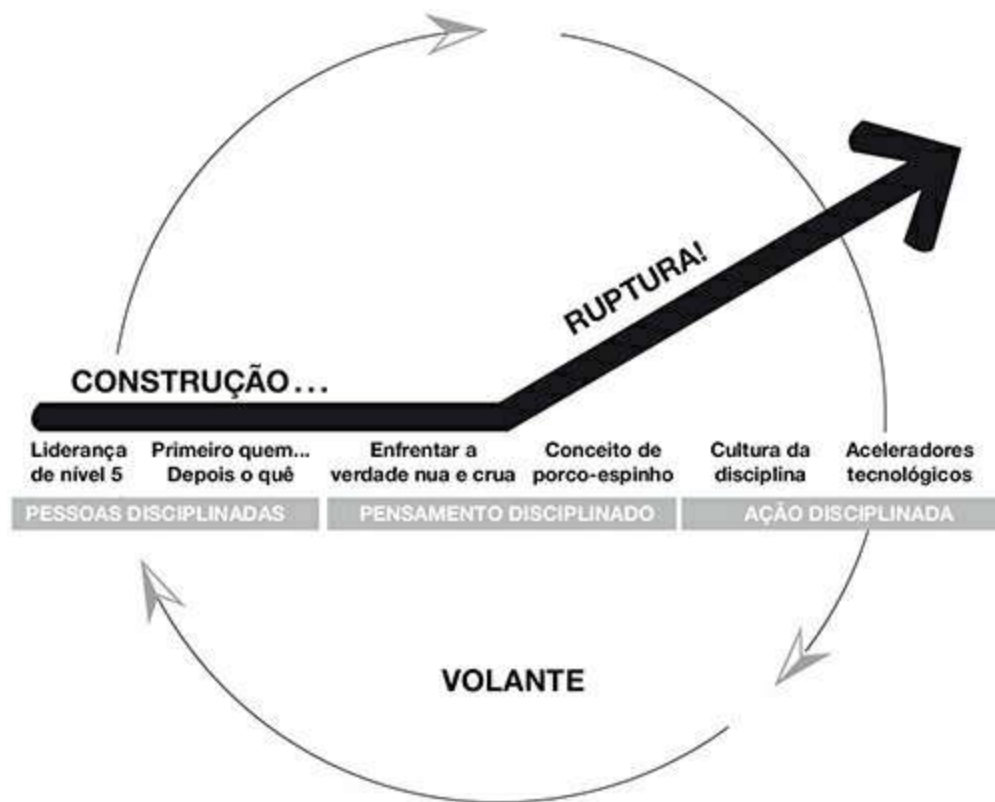 RUPTURA!
CONSTRUÇÃO...
Liderança
de nível 5
Primeiro quem...
Depois o quê
Enfrentar a
verdade nua e crua
Conceito de
porco-espinho
Cultura da
disciplina
Aceleradores
tecnológicos
PESSOAS DISCIPLINADAS
PENSAMENTO DISCIPLINADO
AÇÃO DISCIPLINADA
VOLANTE